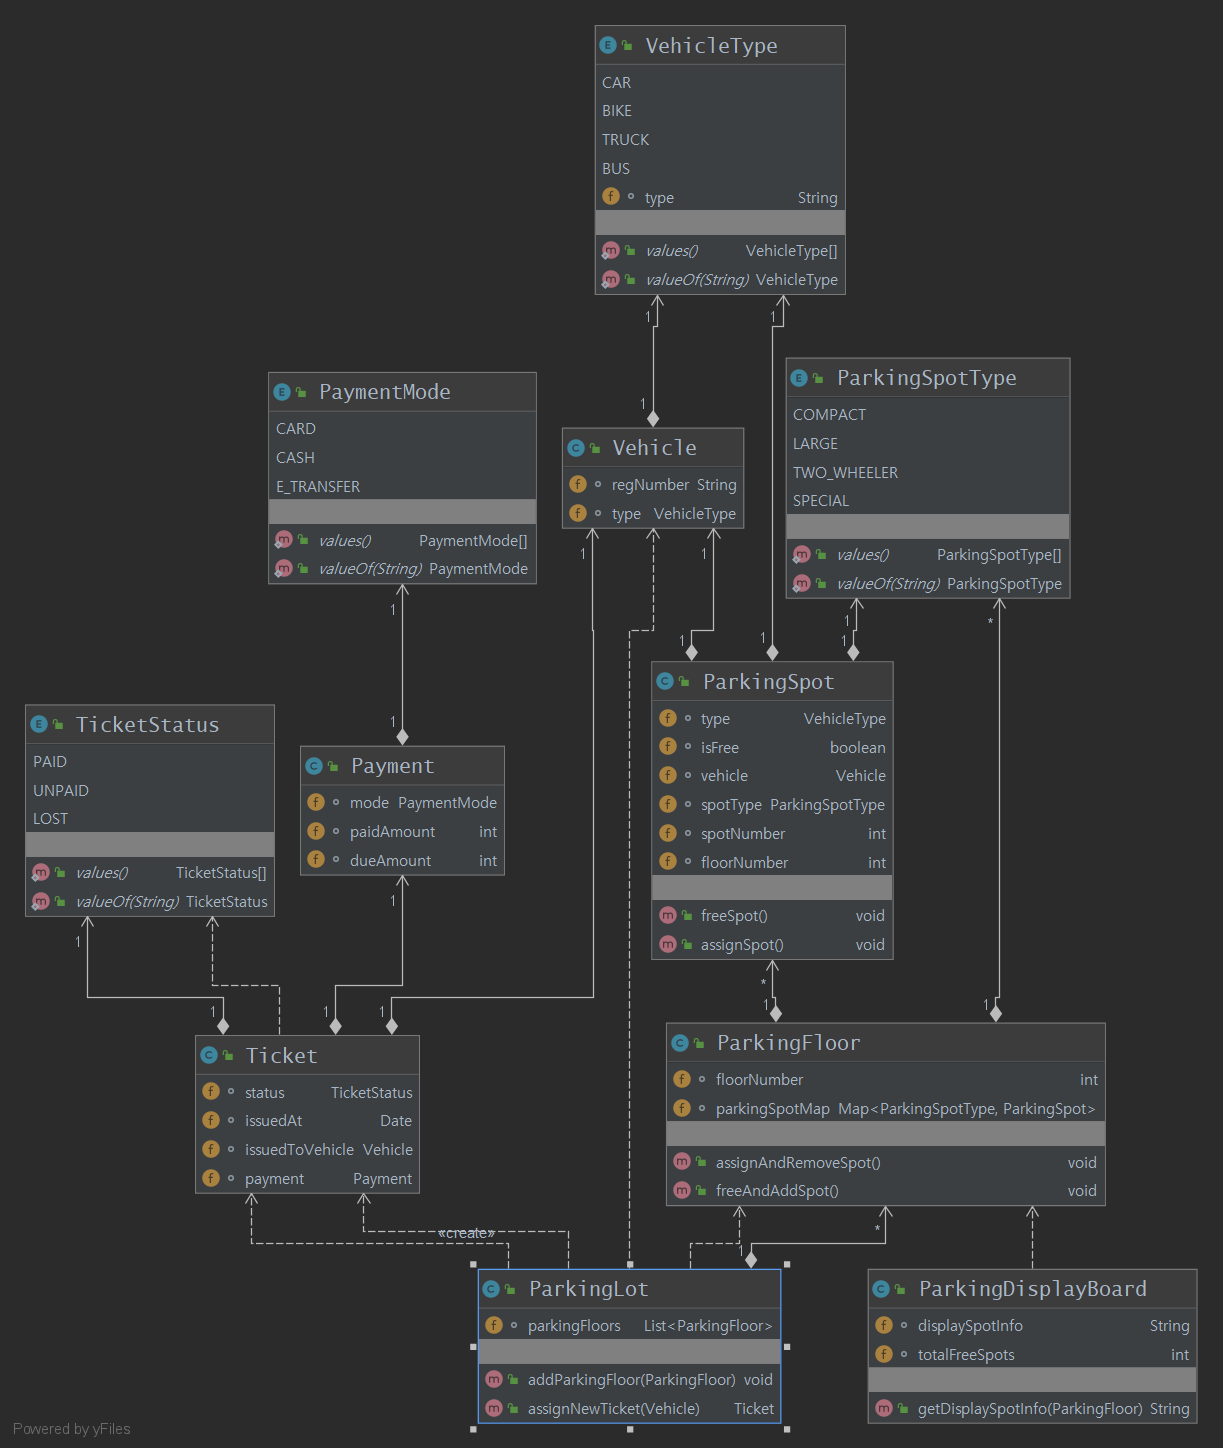 VehicleType
CAR
BIKE
TRUCK
BUS
type String
values() VehicleType[]
valueOf(String) VehicleType
1
1
1
PaymentMode
CARD
CASH
E_TRANSFER
values() PaymentMode[]
valueOf(String) PaymentMode
Vehicle
regNumber String
type VehicleType
ParkingSpotType
COMPACT
LARGE
TWO_WHEELER
SPECIAL
values() ParkingSpotType[]
valueOf(String) ParkingSpotType
1
1
1
1
*
1
1
1
1
TicketStatus
PAID
UNPAID
LOST
values() TicketStatus[]
valueOf(String) TicketStatus
Payment
mode PaymentMode
paidAmount int
dueAmount int
ParkingSpot
type VehicleType
isFree boolean
vehicle Vehicle
spotType ParkingSpotType
spotNumber int
floorNumber int
freeSpot() void
assignSpot() void
1
1
*
1
1
1
1
1
Ticket
status TicketStatus
issuedAt Date
issuedToVehicle Vehicle
payment Payment
ParkingFloor
floorNumber int
parkingSpotMap Map<ParkingSpotType, ParkingSpot>
assignAndRemoveSpot() void
freeAndAddSpot() void
«create»
*
1
ParkingLot
parkingFloors List<ParkingFloor>
addParkingFloor(ParkingFloor) void
assignNewTicket(Vehicle) Ticket
ParkingDisplayBoard
displaySpotInfo String
totalFreeSpots int
getDisplaySpotInfo(ParkingFloor) String
Powered by yFiles